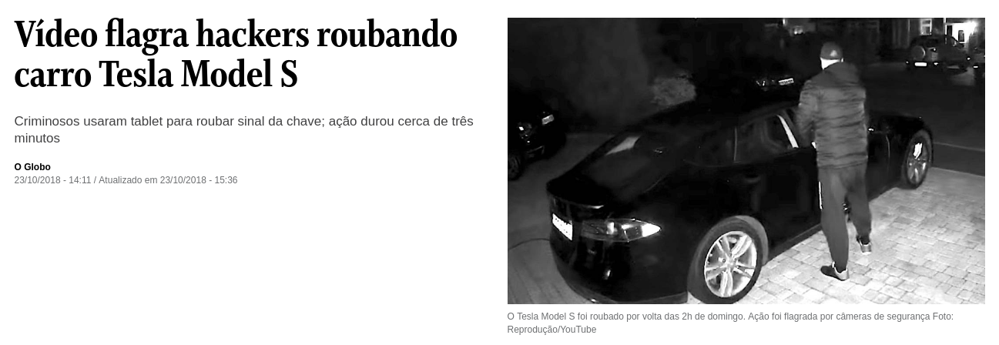 Vídeo flagra hackers roubando
carro Tesla Model S
Criminosos usaram tablet para roubar sinal da chave; ação durou cerca de três
minutos
O Globo
23/10/2018 - 14:11 / Atualizado em 23/10/2018 - 15:36
O Tesla Model S foi roubado por volta das 2h de domingo. Ação foi flagrada por câmeras de segurança Foto:
Reprodução/YouTube